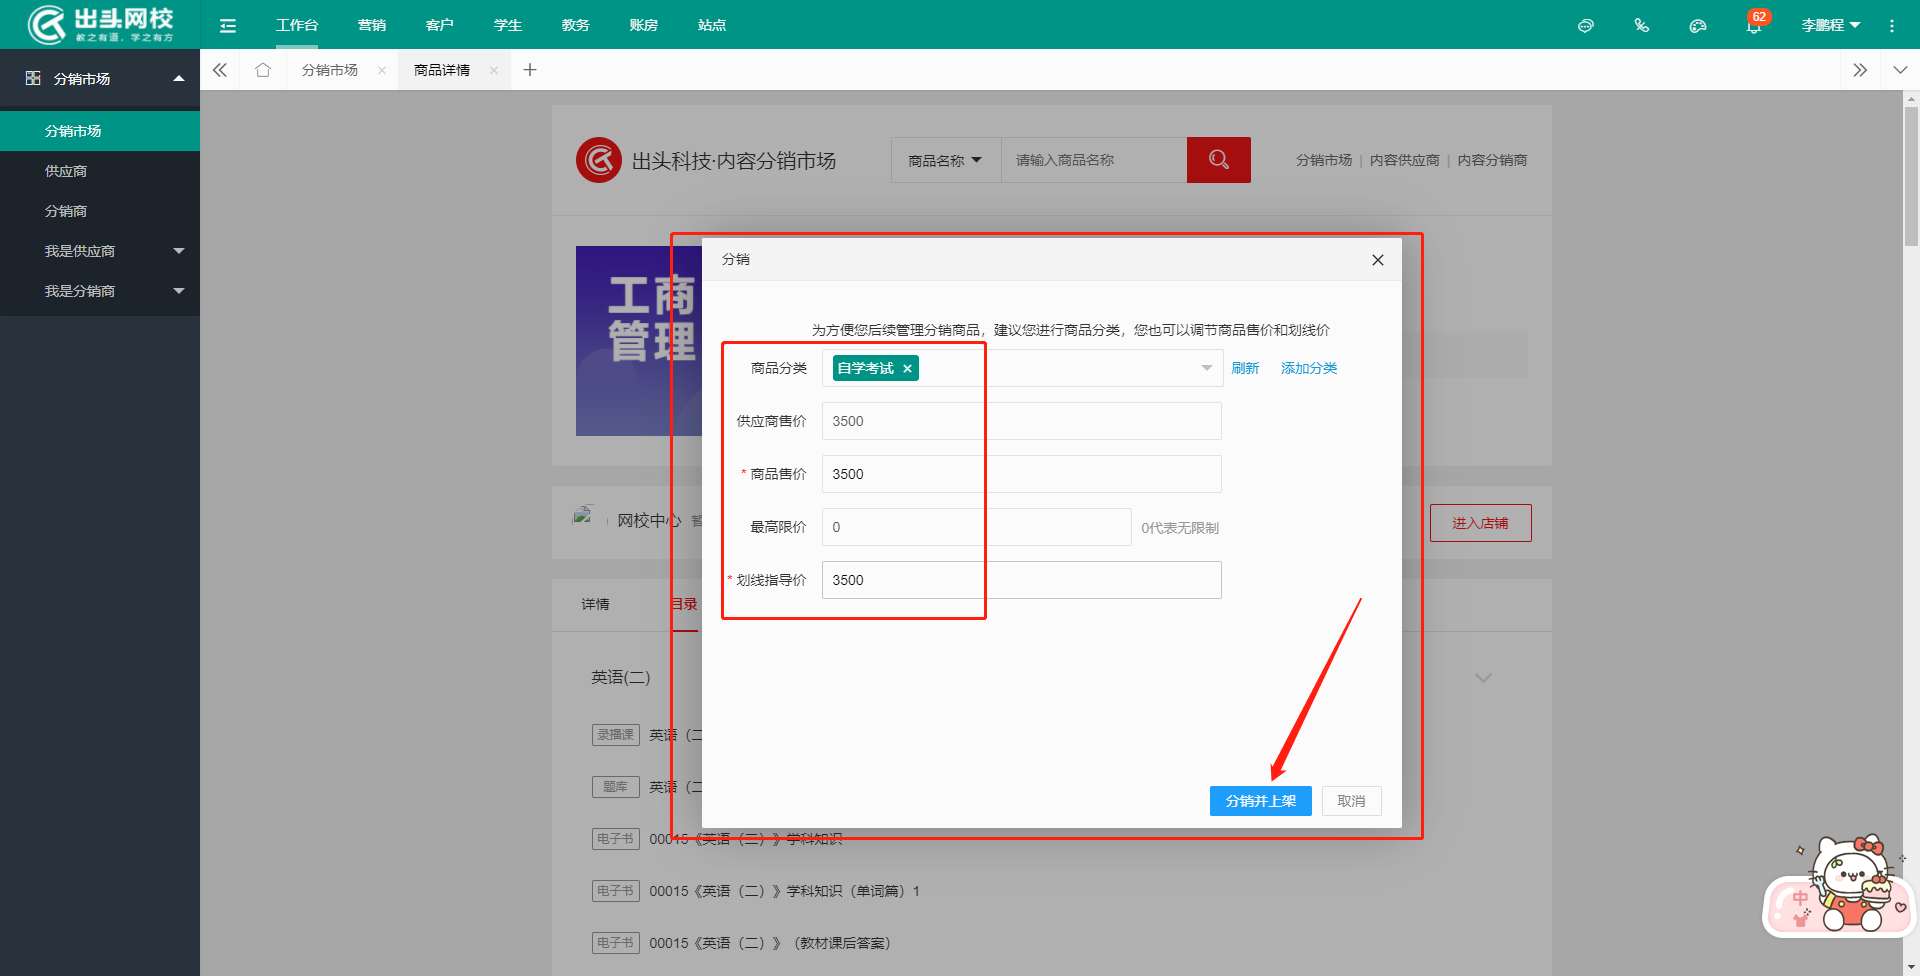 出头网校
教之有道，学之有方
工作台
营销
客户
学生
教务
账房
站点
62
李鹏程
分销市场
分销市场
商品详情
分销市场
供应商
分销商
我是供应商
我是分销商
出头科技·内容分销市场
商品名称
请输入商品名称
分销市场 | 内容供应商 | 内容分销商
工商
管理
分销
为方便您后续管理分销商品，建议您进行商品分类，您也可以调节商品售价和划线价
商品分类
自学考试 ×
刷新
添加分类
供应商售价
3500
* 商品售价
3500
最高限价
0
0代表无限制
* 划线指导价
3500
分销并上架
取消
网校中心
进入店铺
详情
目录
英语(二)
录播课
英语（二
题库
英语（二
电子书
00015《英语（二）》学科知识
电子书
00015《英语（二）》学科知识（单词篇）1
电子书
00015《英语（二）》（教材课后答案）
中